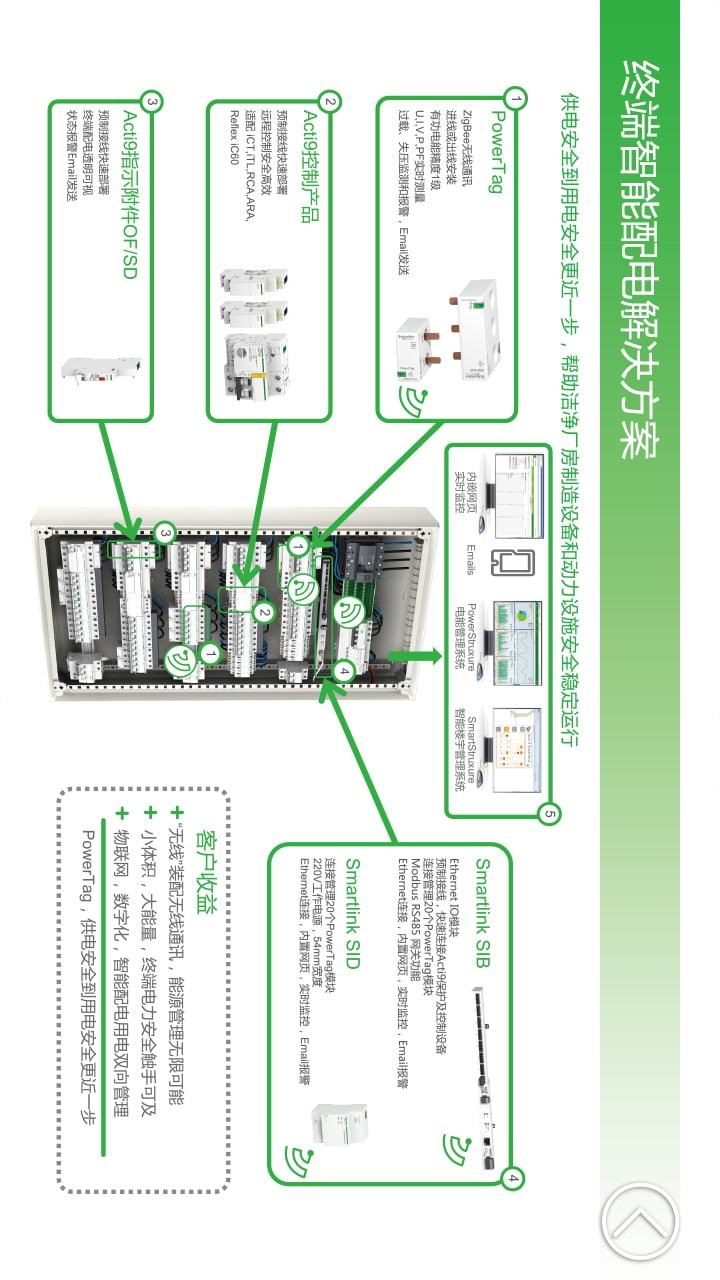 终端智能配电解决方案
供电安全到用电安全更近一步，帮助洁净厂房制造设备和动力设施安全稳定运行
1
PowerTag
ZigBee无线通讯
进线或出线安装
有功电能精度1级
U,I,V,P,PF实时测量
过载、失压监测和报警，Email发送
2
Acti9控制产品
预制接线快速部署
远程控制安全高效
适配 iCT,iTL,RCA,ARA,
Reflex iC60
3
Acti9指示附件OF/SD
预制接线快速部署
终端配电透明可视
状态报警Email发送
内嵌网页
实时监控
Emails
PowerStruxure
电能管理系统
SmartStruxure
智能楼宇管理系统
5
1
4
2
1
3
Smartlink SIB
Ethernet IO模块
预制接线，快速连接Acti9保护及控制设备
连接管理20个PowerTag模块
Modbus RS485 网关功能
Ethernet连接，内置网页，实时监控，Email报警
4
Smartlink SID
连接管理20个PowerTag模块
220V工作电源，54mm宽度
Ethernet连接，内置网页，实时监控，Email报警
客户收益
+ “无线”装配无线通讯，能源管理无限可能
+ 小体积，大能量，终端电力安全触手可及
+ 物联网，数字化，智能配电用电双向管理
PowerTag，供电安全到用电安全更近一步